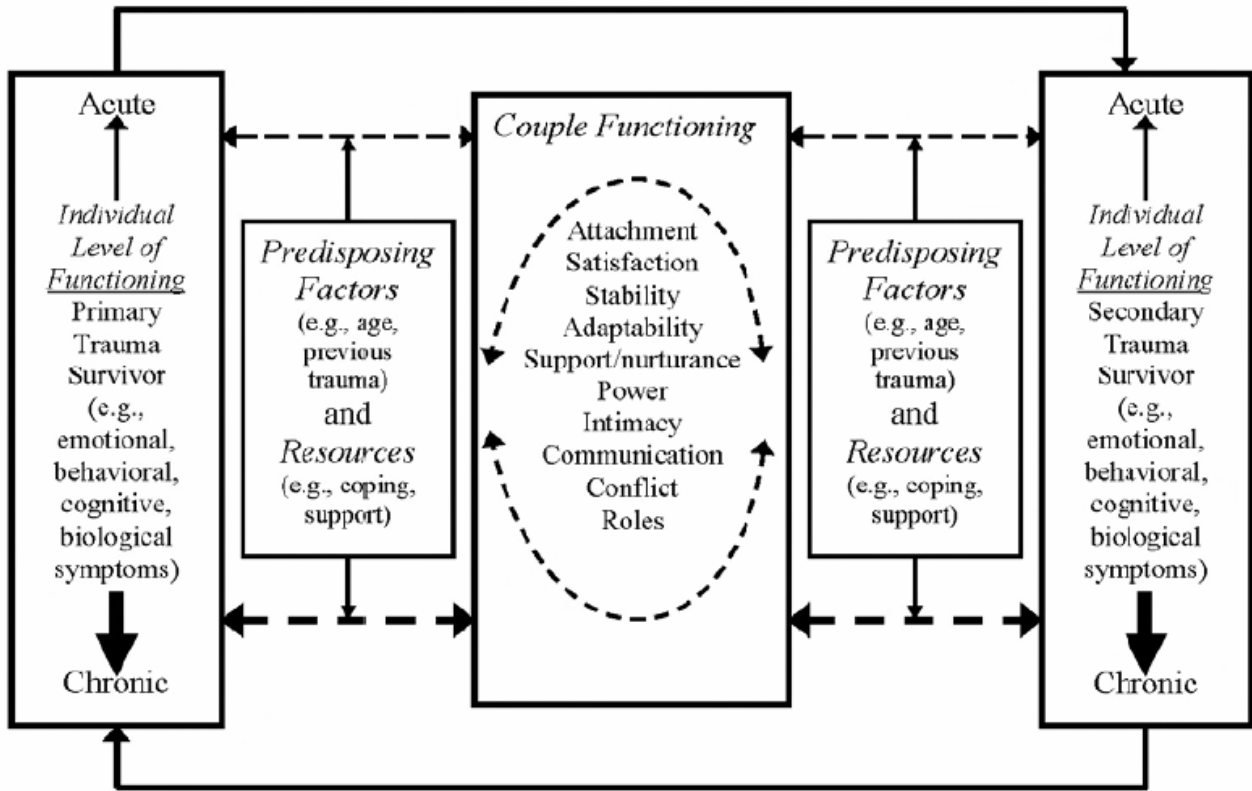 Acute
Individual
Level of
Functioning
Primary
Trauma
Survivor
(e.g.,
emotional,
behavioral,
cognitive,
biological
symptoms)
Chronic
Predisposing
Factors
(e.g., age,
previous
trauma)
and
Resources
(e.g., coping,
support)
Couple Functioning
Attachment
Satisfaction
Stability
Adaptability
Support/nurturance
Power
Intimacy
Communication
Conflict
Roles
Predisposing
Factors
(e.g., age,
previous
trauma)
and
Resources
(e.g., coping,
support)
Acute
Individual
Level of
Functioning
Secondary
Trauma
Survivor
(e.g.,
emotional,
behavioral,
cognitive,
biological
symptoms)
Chronic